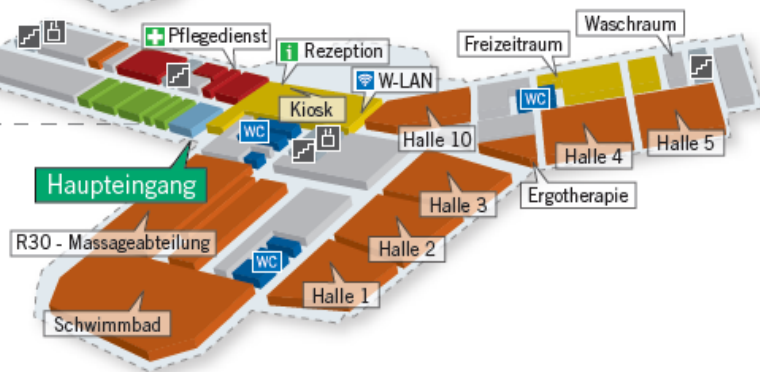 Waschraum
Pflegedienst
Rezeption
Freizeitraum
W-LAN
Kiosk
WC
WC
Halle 10
Halle 4
Halle 5
Haupteingang
Ergotherapie
Halle 3
R30 - Massageabteilung
Halle 2
WC
Halle 1
Schwimmbad